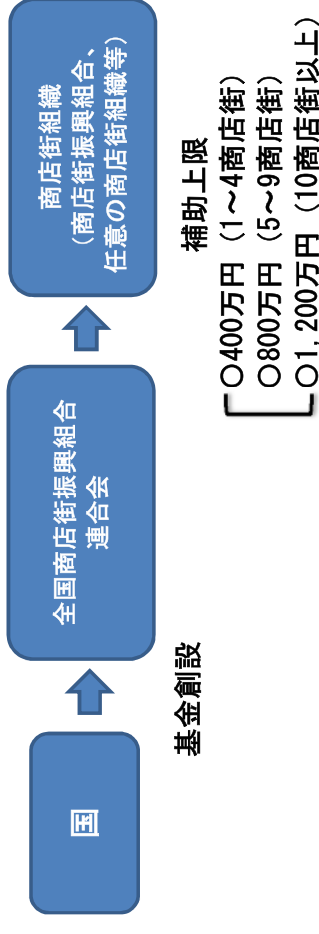 国
基金創設
全国商店街振興組合
連合会
商店街組織
（商店街振興組合、
任意の商店街組織等）
補助上限
○400万円（1～4商店街）
○800万円（5～9商店街）
○1,200万円（10商店街以上）